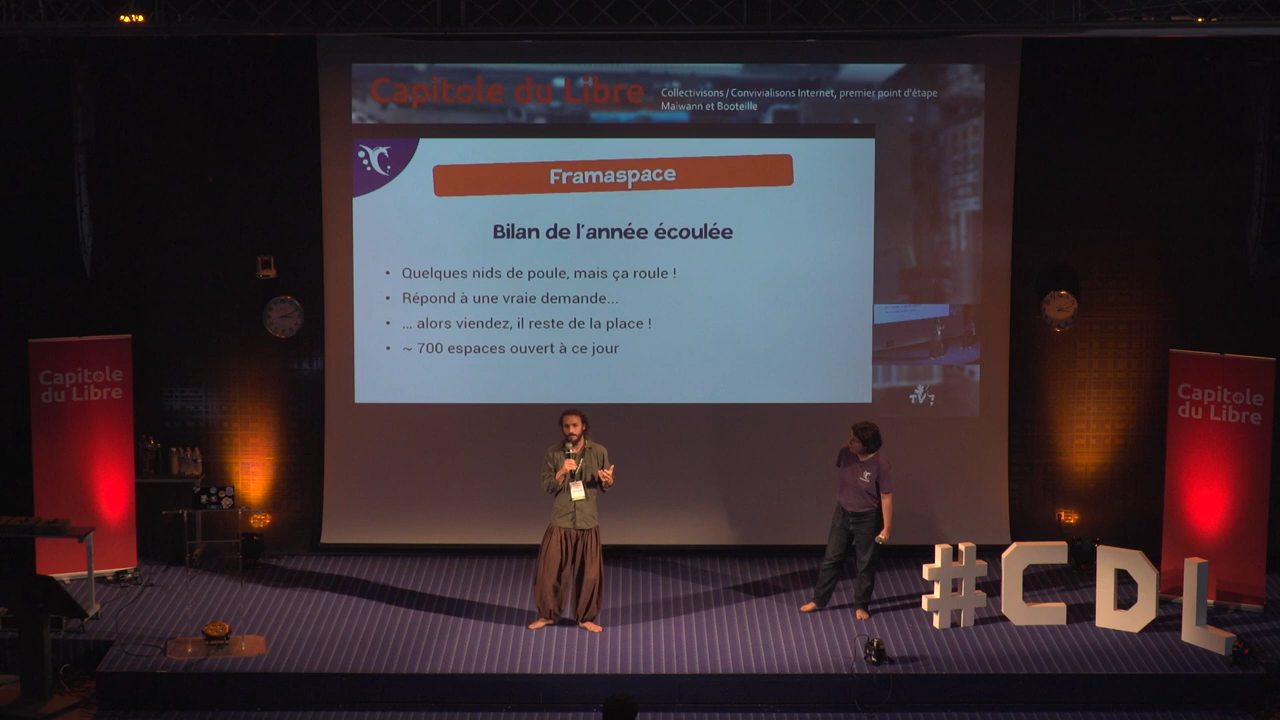 Capitole du Libre
Collectivisons / Convivialisons Internet, premier point d'étape
Maiwann et Booteille
Framaspace
Bilan de l'année écoulée
• Quelques nids de poule, mais ça roule !
• Répond à une vraie demande...
• ... alors viendez, il reste de la place !
• ~ 700 espaces ouvert à ce jour
Capitole
du Libre
Capitole
du Libre
#CDL